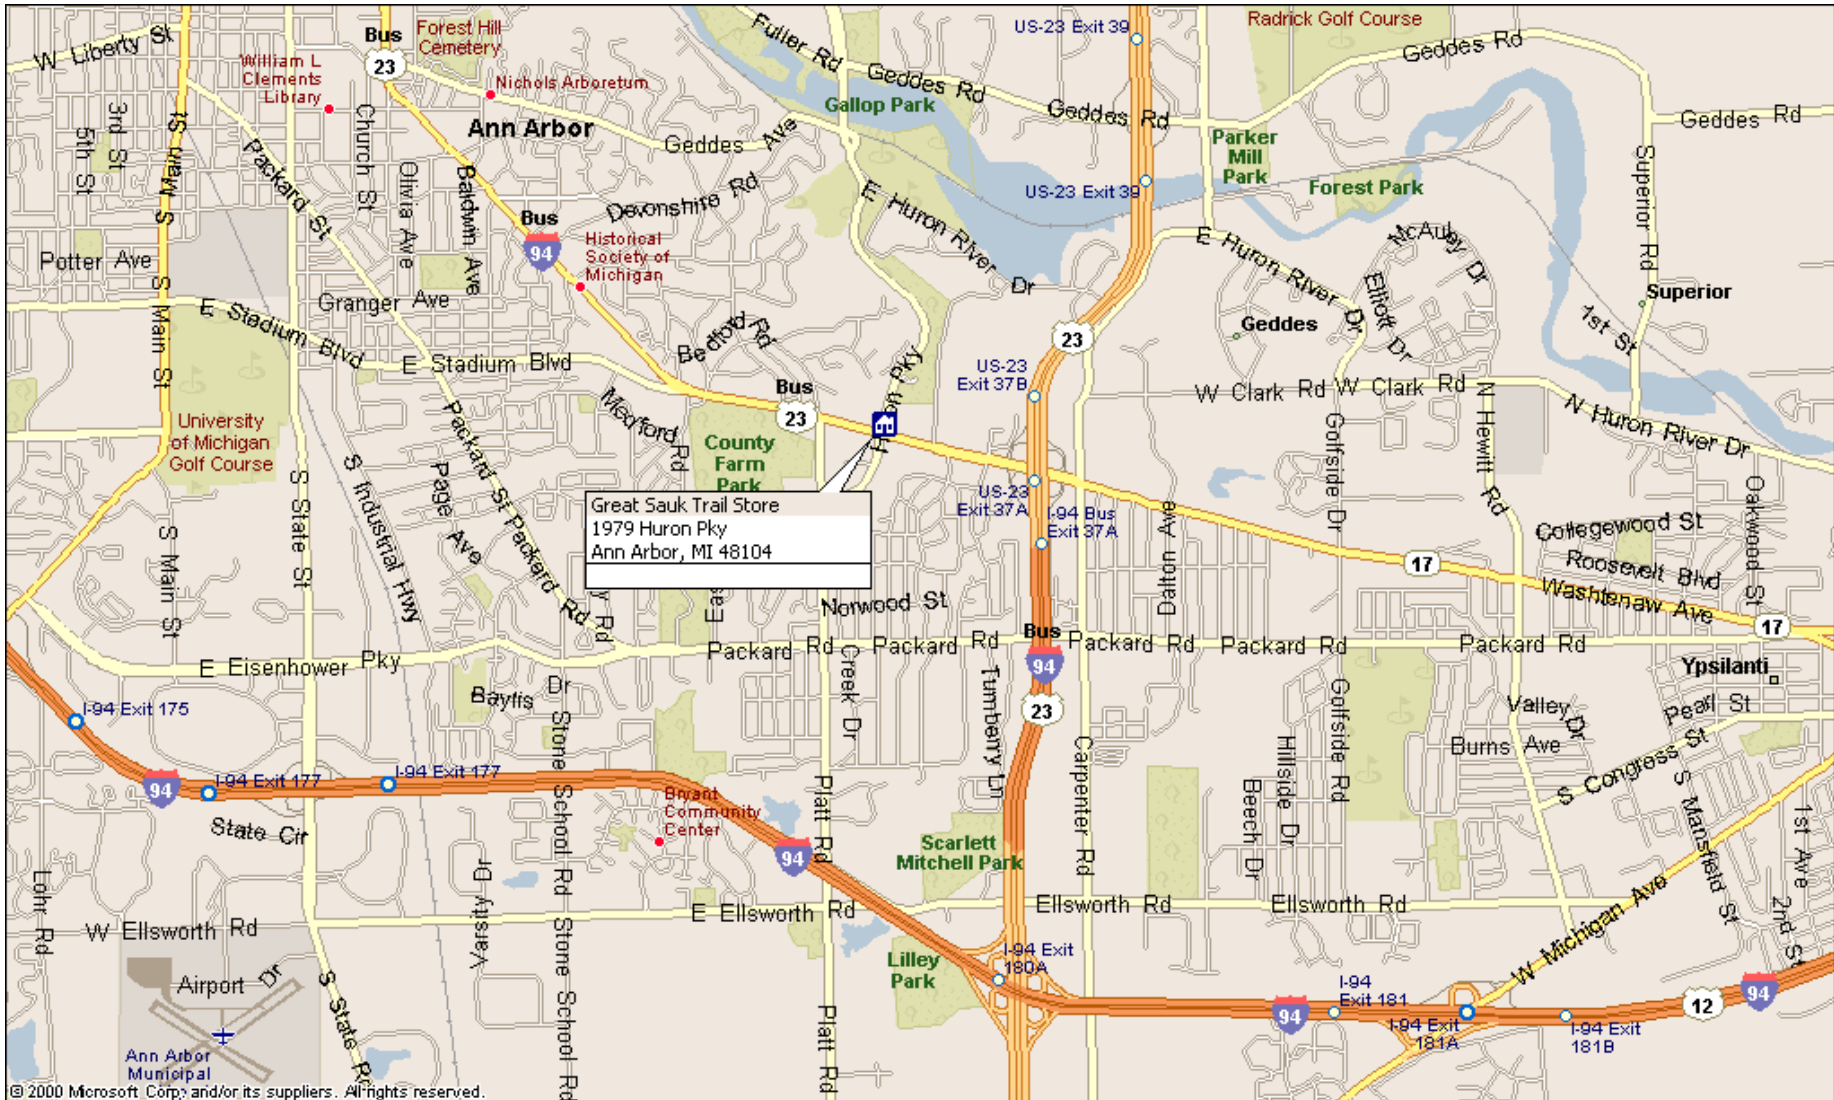 W Liberty St
Bus
23
Forest Hill
Cemetery
William L
Clements
Library
Nichols Arboretum
Ann Arbor
Fuller Rd
Geddes Rd
Gallop Park
US-23 Exit 39
Radrick Golf Course
Geddes Rd
Geddes Rd
Geddes Rd
Parker
Mill
Park
Forest Park
US-23 Exit 39
5th St
3rd St
S Main St
Packard St
Church St
Olivia Ave
Baldwin Ave
Geddes Ave
Devonshire Rd
Bus
94
Historical
Society of
Michigan
E Huron River Dr
E Huron River Dr
McAuley Dr
Elliott Dr
Superior Rd
Superior
1st St
Geddes
Potter Ave
S Main St
Granger Ave
E Stadium Blvd
E Stadium Blvd
Bedford Rd
Medford Rd
Bus
23
23
US-23
Exit 37B
W Clark Rd
W Clark Rd
N Huron River Dr
N Hewitt Rd
University
of Michigan
Golf Course
County
Farm
Park
Great Sauk Trail Store
1979 Huron Pky
Ann Arbor, MI 48104
US-23
Exit 37A
I-94 Bus
Exit 37A
Golfside Dr
Dalton Ave
17
Collegewood St
Roosevelt Blvd
Oakwood St
Washtenaw Ave
17
S State St
S Industrial Hwy
Page Ave
Packard St
Packard Rd
S Main St
Norwood St
E Eisenhower Pky
Packard Rd
Packard Rd
Bus
94
23
Packard Rd
Packard Rd
Packard Rd
Ypsilanti
Pearl St
Valley Dr
Burns Ave
S Congress St
I-94 Exit 175
94
I-94 Exit 177
I-94 Exit 177
Baylis Dr
Creek Dr
Turnberry Ln
Carpenter Rd
Golfside Rd
Hillside Dr
Beech Dr
State Cir
Stone School Rd
Bryant
Community
Center
94
Platt Rd
Scarlett
Mitchell Park
S Mansfield St
1st Ave
2nd St
Lohr Rd
W Ellsworth Rd
Varsity Dr
E Ellsworth Rd
Ellsworth Rd
Ellsworth Rd
W Michigan Ave
Lilley
Park
I-94 Exit
180A
Airport Dr
S State Rd
Stone School Rd
Platt Rd
94
I-94
Exit 181
I-94 Exit
181A
I-94 Exit
181B
12
94
Ann Arbor
Municipal
© 2000 Microsoft Corp and/or its suppliers. All rights reserved.